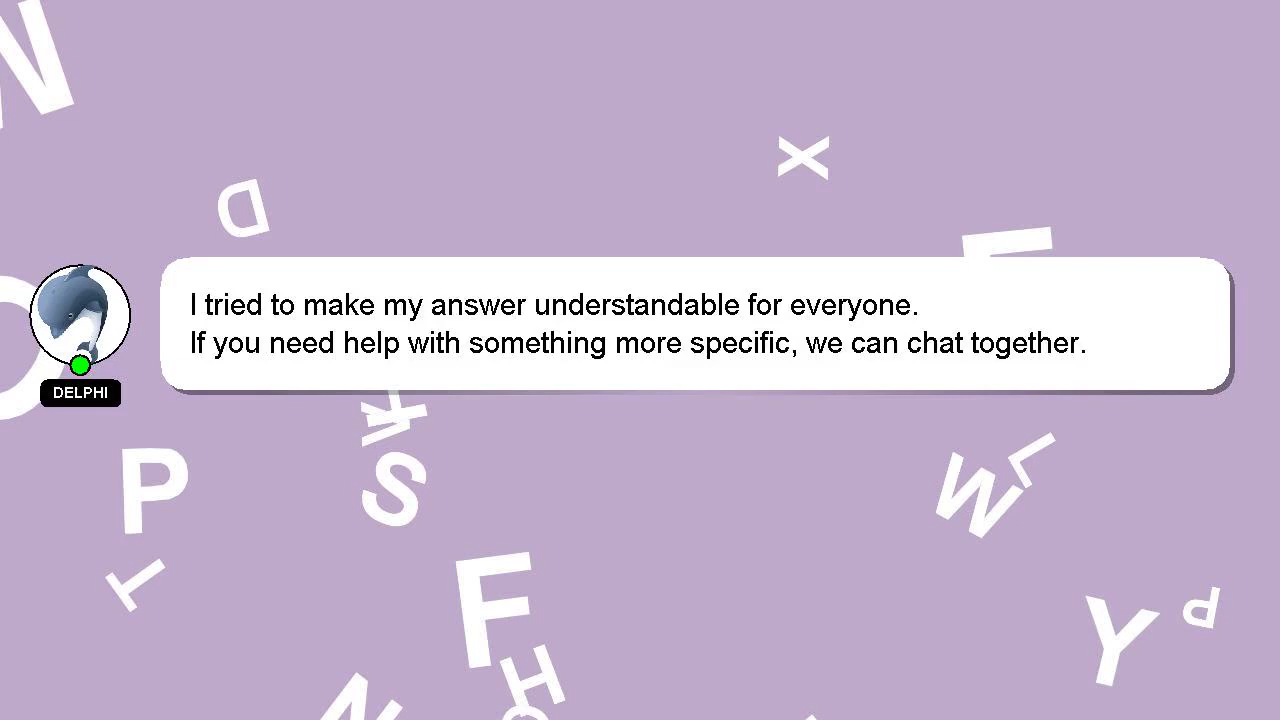 N
D
X
I tried to make my answer understandable for everyone.
If you need help with something more specific, we can chat together.
DELPHI
P
S
W
L
T
F
Y
P
H
N